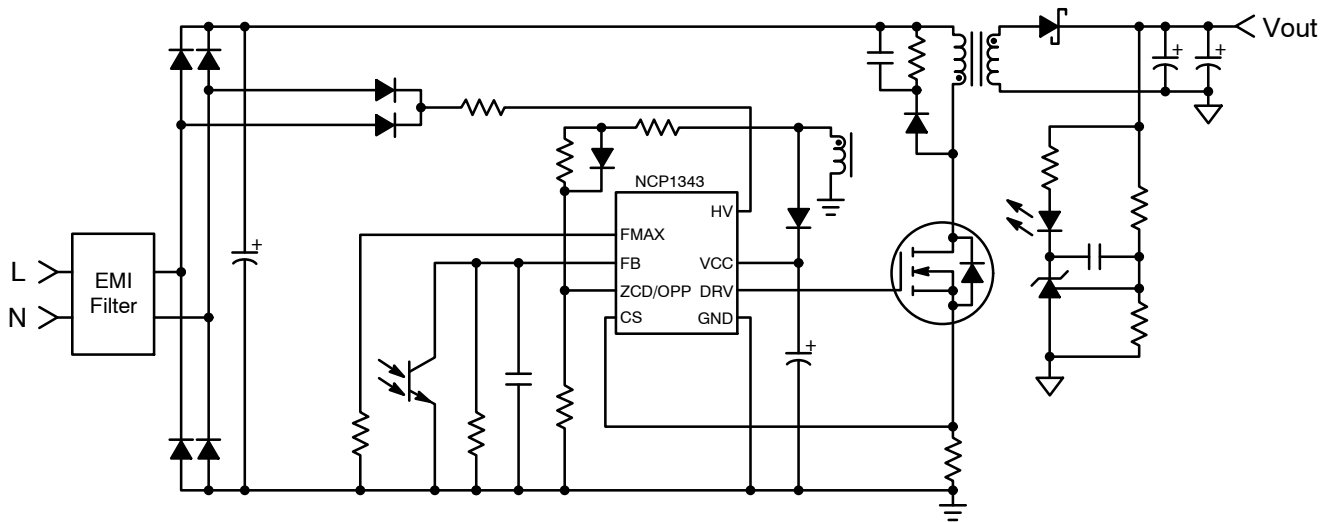 Vout
NCP1343
HV
FMAX
FB
VCC
ZCD/OPP
DRV
CS
GND
L
N
EMI
Filter
+
+
+
+
+